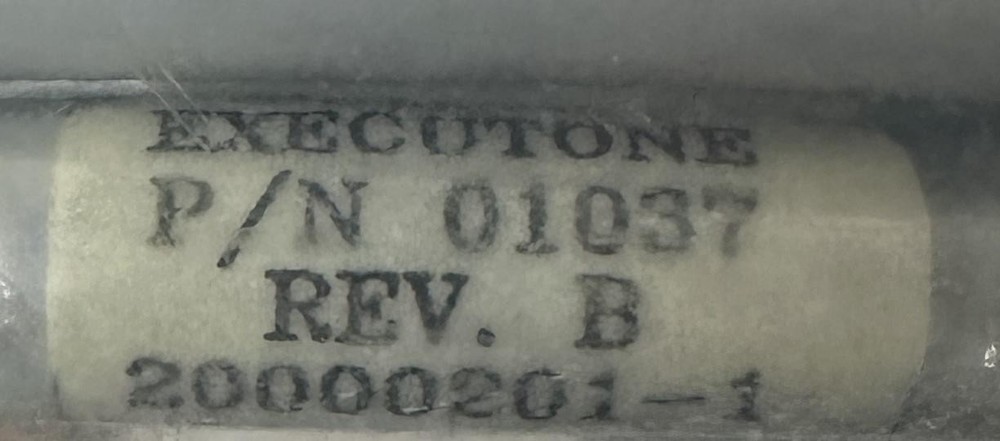 EXECUTONE
P/N 01037
REV. B
20000201-1